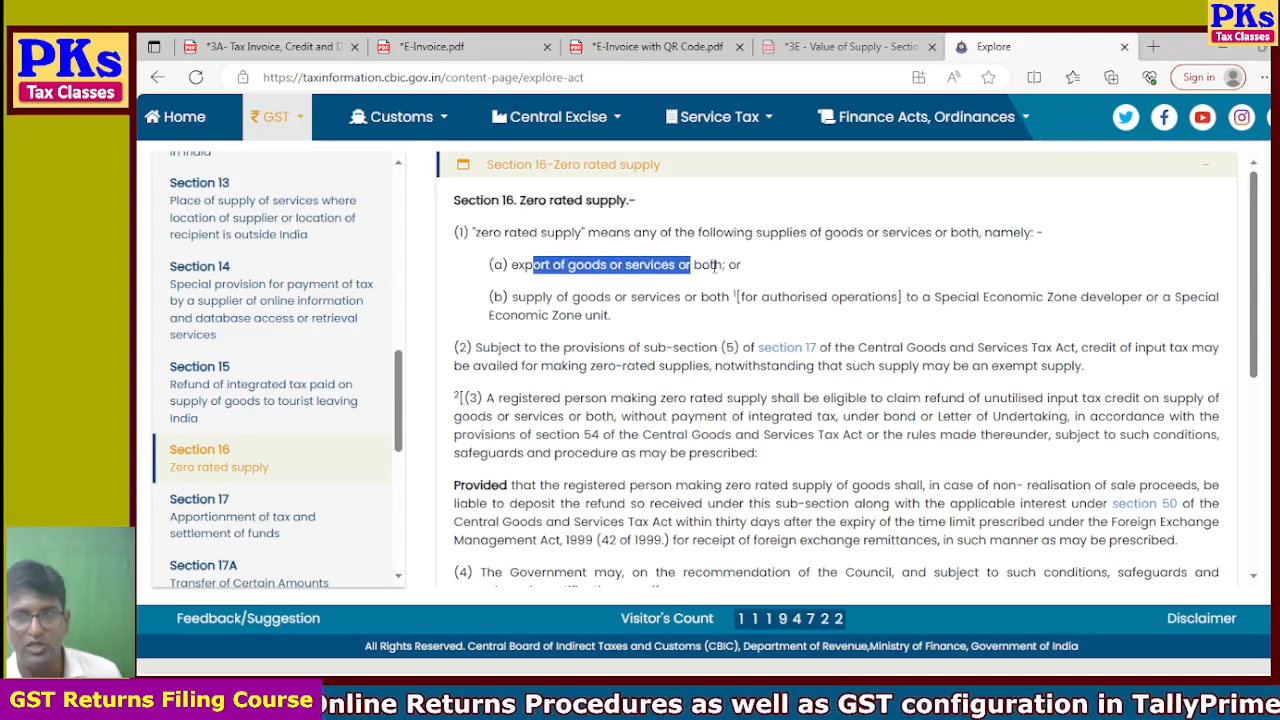 PKs
Tax Classes
PKs
Tax Classes
*3A- Tax Invoice, Credit and D
*E-Invoice.pdf
*E-Invoice with QR Code.pdf
*3E- Value of Supply - Sectio
Explore
https://taxinformation.cbic.gov.in/content-page/explore-act
Sign in
Home
GST
Customs
Central Excise
Service Tax
Finance Acts, Ordinances
in India
Section 13
Place of supply of services where
location of supplier or location of
recipient is outside India
Section 14
Special provision for payment of tax
by a supplier of online information
and database access or retrieval
services
Section 15
Refund of integrated tax paid on
supply of goods to tourist leaving
India
Section 16
Zero rated supply
Section 17
Apportionment of tax and
settlement of funds
Section 17A
Transfer of Certain Amounts
Section 16-Zero rated supply
Section 16. Zero rated supply.-
(1) "zero rated supply" means any of the following supplies of goods or services or both, namely: -
(a) export of goods or services or both; or
(b) supply of goods or services or both 1[for authorised operations] to a Special Economic Zone developer or a Special
Economic Zone unit.
(2) Subject to the provisions of sub-section (5) of section 17 of the Central Goods and Services Tax Act, credit of input tax may
be availed for making zero-rated supplies, notwithstanding that such supply may be an exempt supply.
2[(3) A registered person making zero rated supply shall be eligible to claim refund of unutilised input tax credit on supply of
goods or services or both, without payment of integrated tax, under bond or Letter of Undertaking, in accordance with the
provisions of section 54 of the Central Goods and Services Tax Act or the rules made thereunder, subject to such conditions,
safeguards and procedure as may be prescribed:
Provided that the registered person making zero rated supply of goods shall, in case of non- realisation of sale proceeds, be
liable to deposit the refund so received under this sub-section along with the applicable interest under section 50 of the
Central Goods and Services Tax Act within thirty days after the expiry of the time limit prescribed under the Foreign Exchange
Management Act, 1999 (42 of 1999.) for receipt of foreign exchange remittances, in such manner as may be prescribed.
(4) The Government may, on the recommendation of the Council, and subject to such conditions, safeguards and
Feedback/Suggestion
Visitor's Count
11194722
Disclaimer
All Rights Reserved. Central Board of Indirect Taxes and Customs (CBIC), Department of Revenue,Ministry of Finance, Government of India
GST Returns Filing Course
Online Returns Procedures as well as GST configuration in TallyPrime